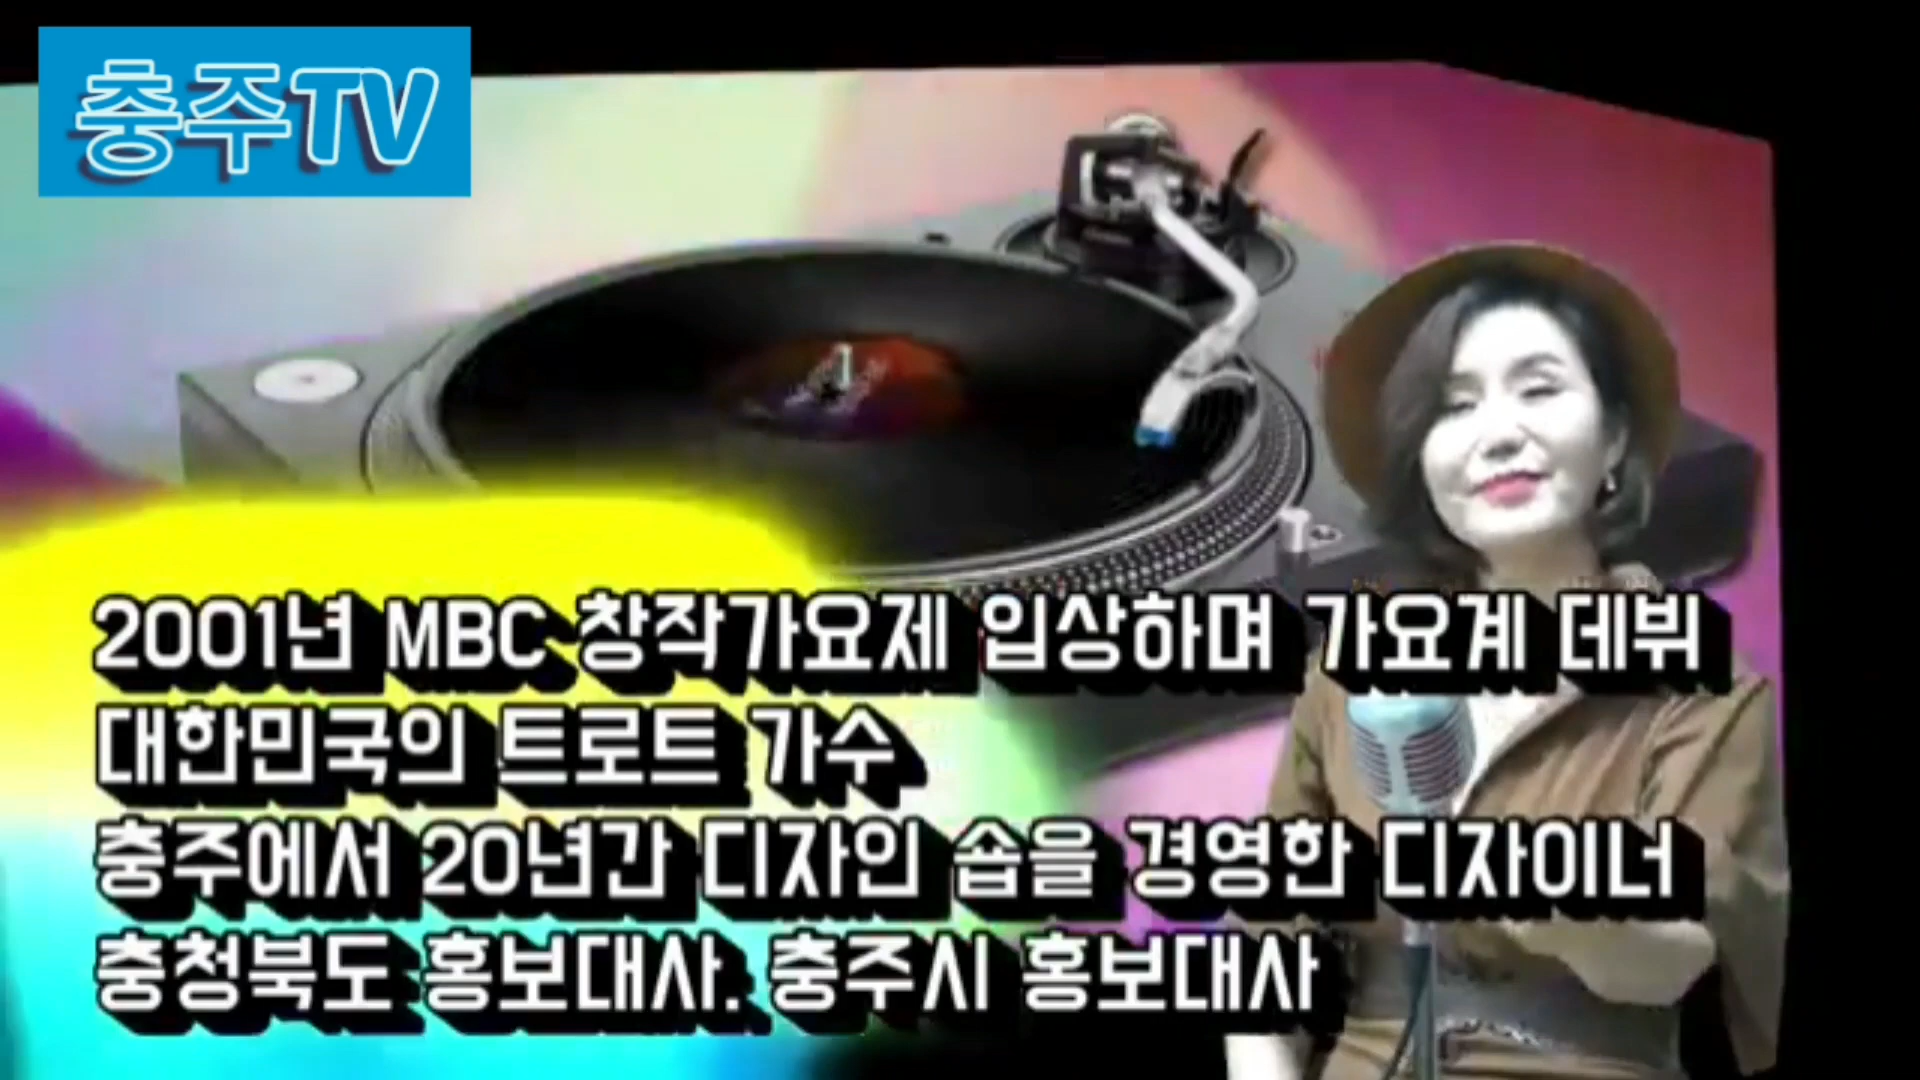 충주TV
2001년 MBC 창작가요제 입상하며 가요계 데뷔
대한민국의 트로트 가수
충주에서 20년간 디자인 숍을 경영한 디자이너
충청북도 홍보대사. 충주시 홍보대사